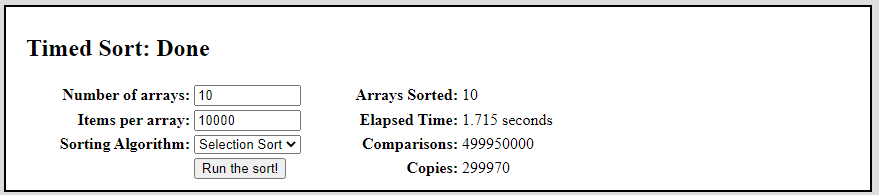 Timed Sort: Done
Number of arrays: 10 Arrays Sorted: 10
Items per array: 10000 Elapsed Time: 1.715 seconds
Sorting Algorithm: Selection Sort Comparisons: 499950000
Run the sort! Copies: 299970